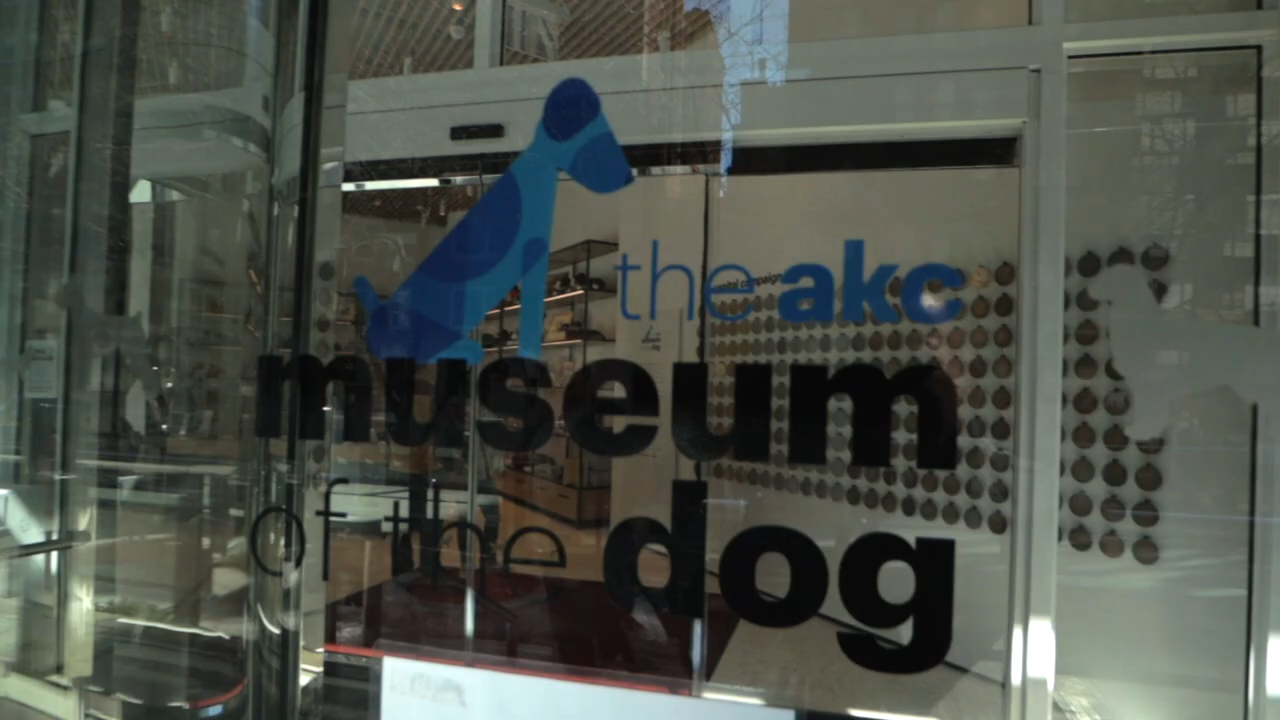 the akc
museum
of the dog